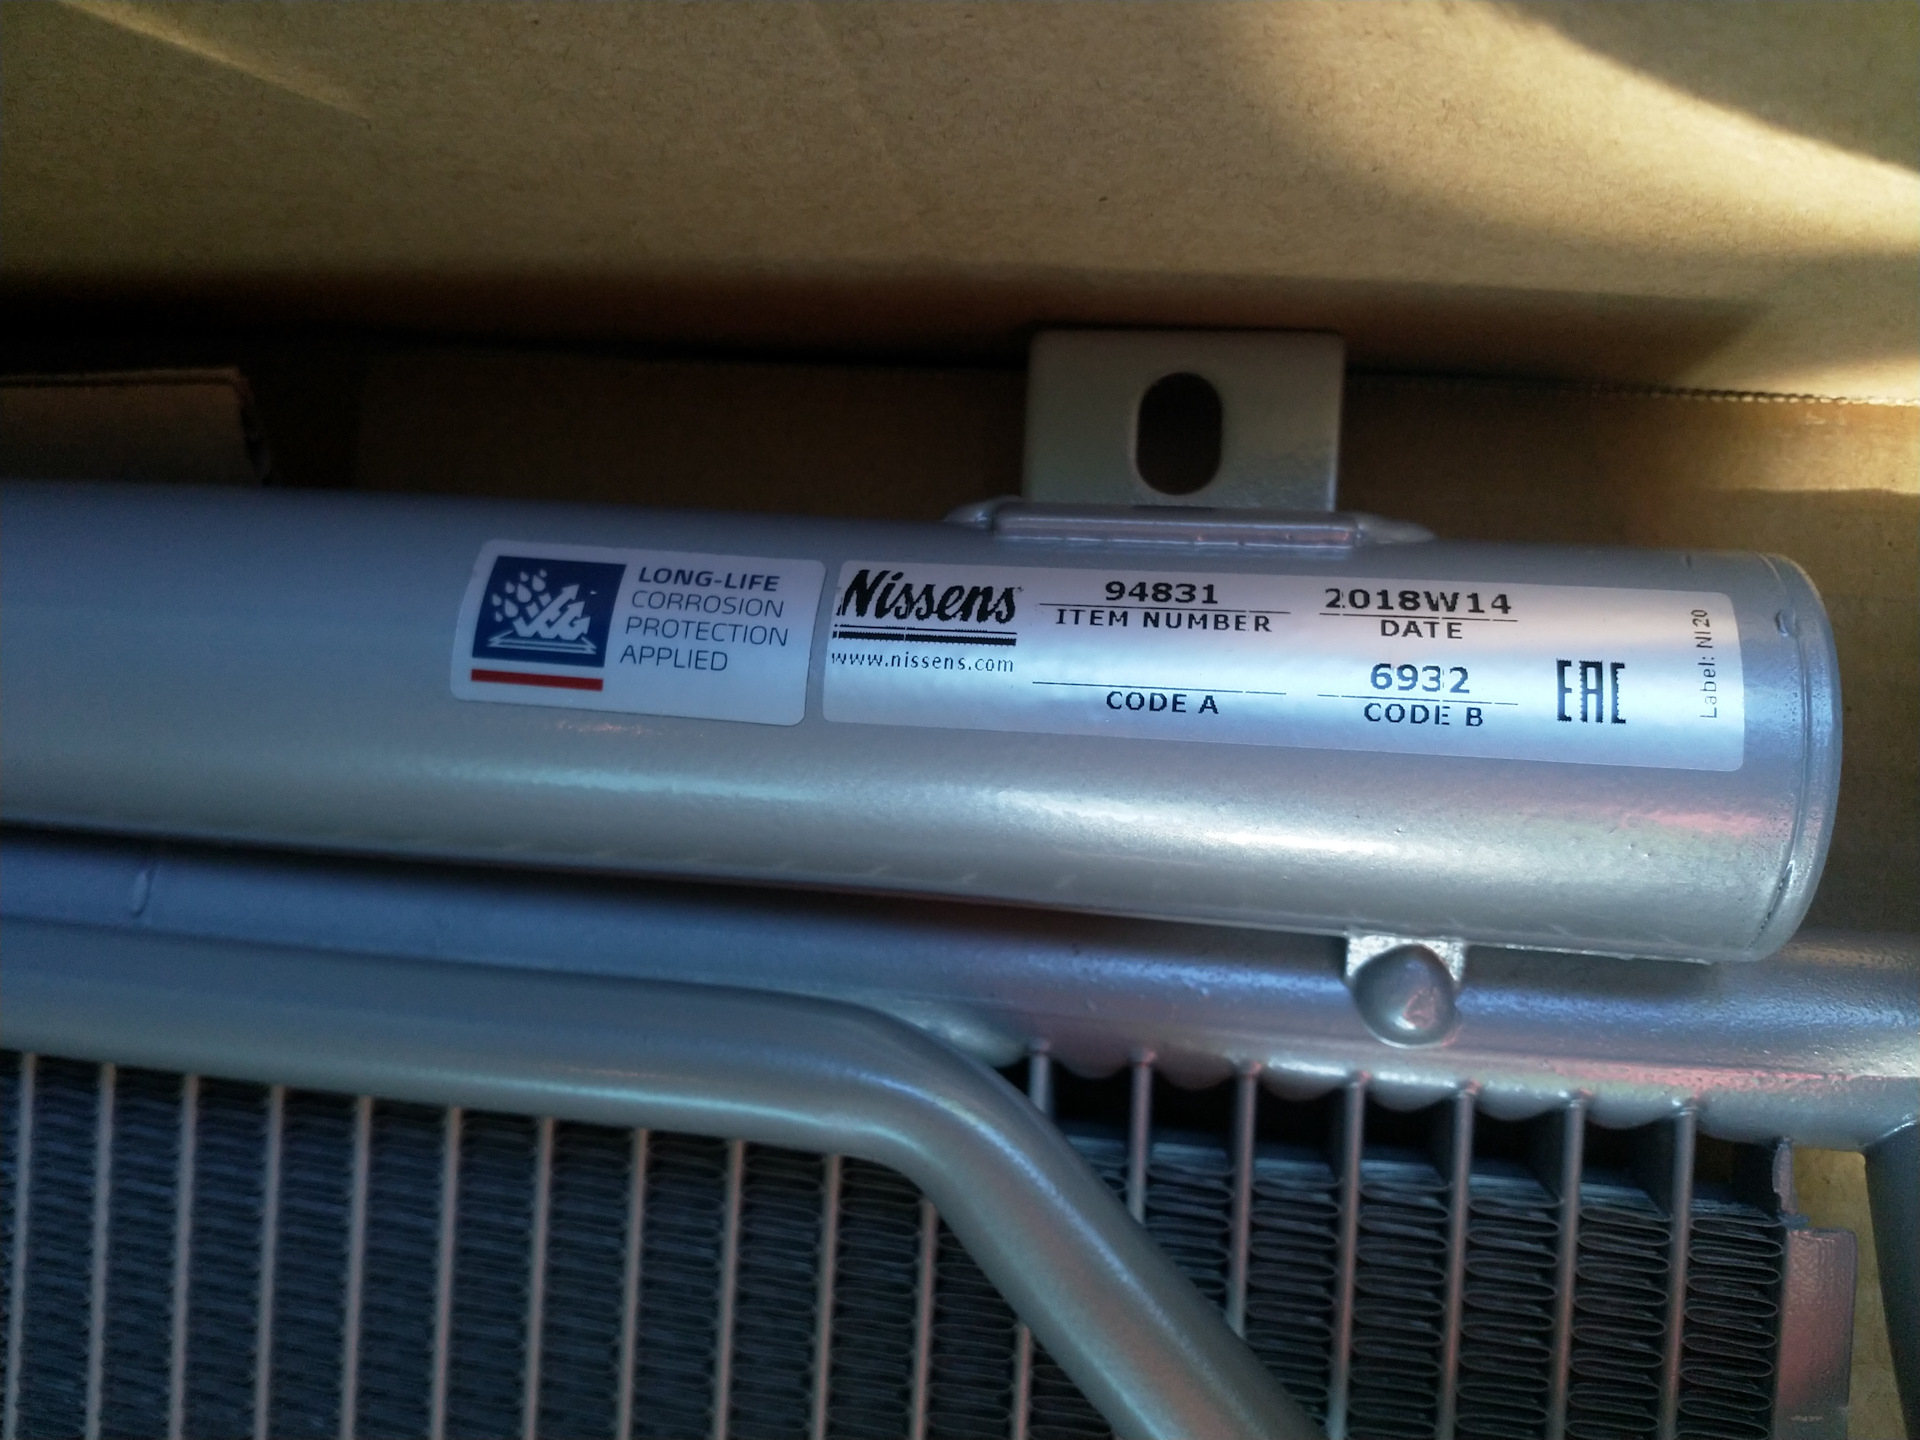 LONG-LIFE
CORROSION
PROTECTION
APPLIED
Nissens
www.nissens.com
94831
ITEM NUMBER
2018W14
DATE
CODE A
6932
CODE B
EAC
Label: NI20